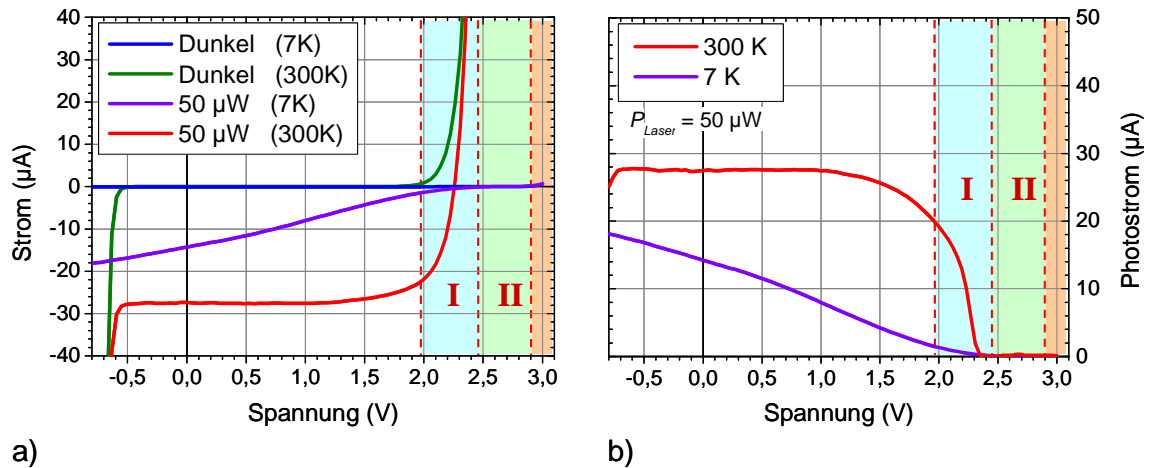 Dunkel (7K)
Dunkel (300K)
50 µW (7K)
50 µW (300K)
40
30
20
10
0
-10
-20
-30
-40
Strom (µA)
I
II
-0,5
0,0
0,5
1,0
1,5
2,0
2,5
3,0
Spannung (V)
a)
300 K
7 K
P Laser = 50 µW
I
II
50
40
30
20
10
0
Photostrom (µA)
-0,5
0,0
0,5
1,0
1,5
2,0
2,5
3,0
Spannung (V)
b)